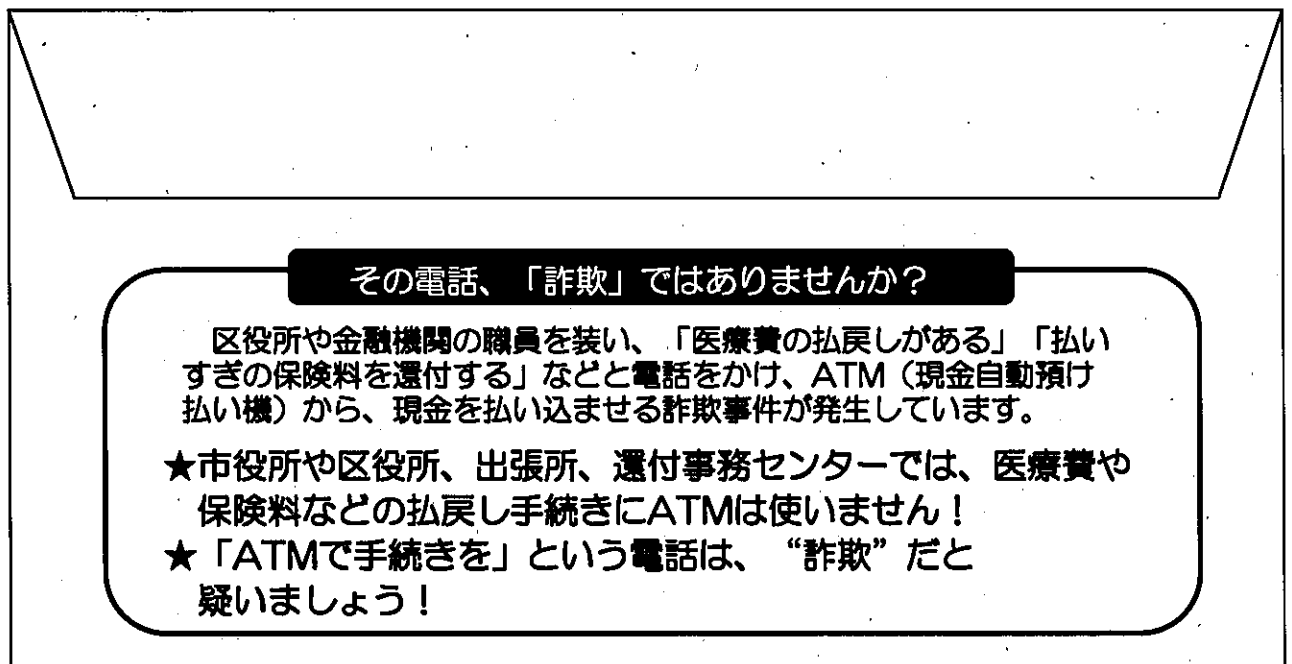 その電話、「詐欺」ではありませんか？
区役所や金融機関の職員を装い、「医療費の払戻しがある」「払い
すぎの保険料を還付する」などと電話をかけ、ATM（現金自動預け
払い機）から、現金を払い込ませる詐欺事件が発生しています。
★市役所や区役所、出張所、還付事務センターでは、医療費や
保険料などの払戻し手続きにATMは使いません！
★「ATMで手続きを」という電話は、“詐欺”だと
疑いましょう！